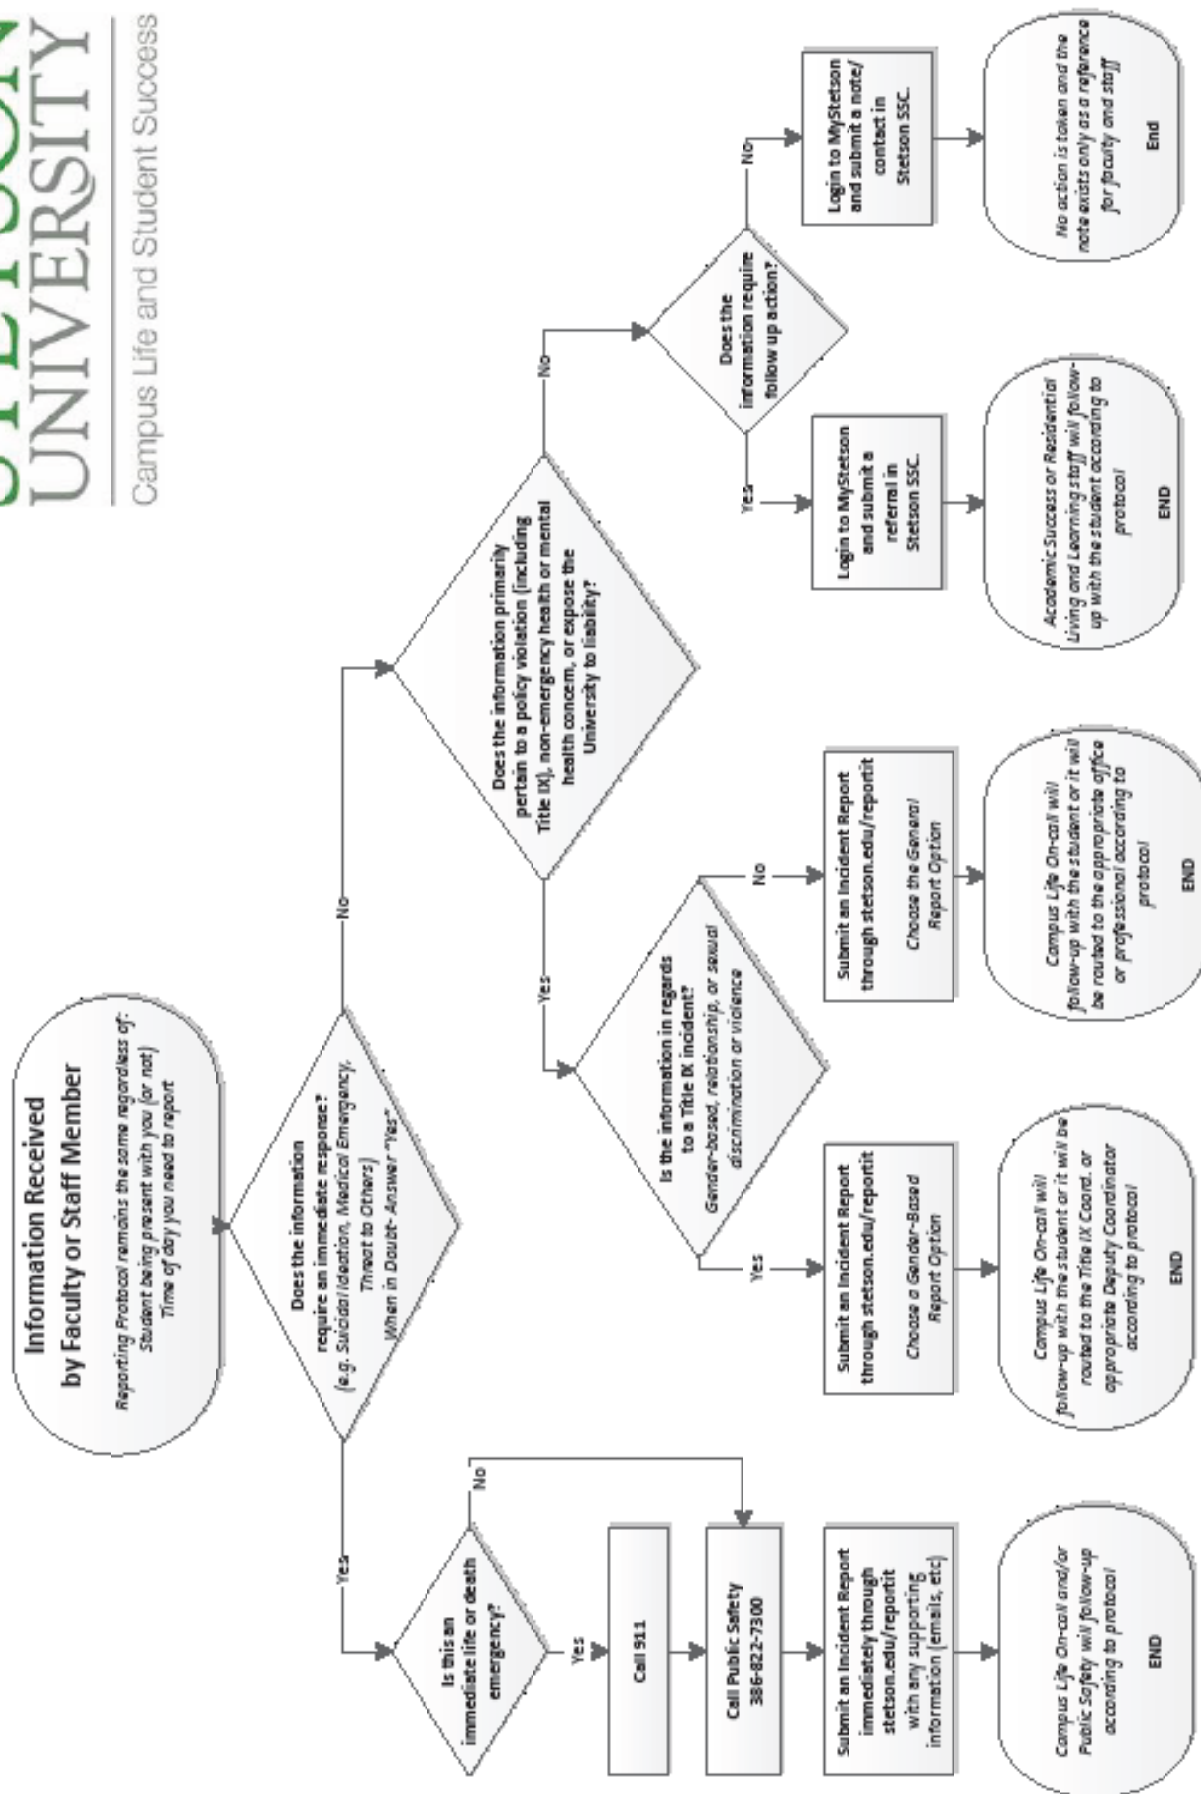 UNIVERSITY
Campus Life and Student Success
Information Received
by Faculty or Staff Member
Reporting Protocol remains the same regardless of:
Student being present with you (or not)
Time of day you need to report
Does the information
require an immediate response?
(e.g. Suicidal Ideation, Medical Emergency,
Threat to Others)
When in Doubt- Answer "Yes"
Yes
No
Is this an
immediate life or death
emergency?
Yes
No
Call 911
Call Public Safety
386-822-7300
Submit an Incident Report
immediately through
stetson.edu/reportit
with any supporting
information (emails, etc)
Campus Life On-call and/or
Public Safety will follow-up
according to protocol
END
Does the information primarily
pertain to a policy violation (including
Title IX), non-emergency health or mental
health concern, or expose the
University to liability?
Yes
No
Is the information in regards
to a Title IX incident?
Gender-based, relationship, or sexual
discrimination or violence
Yes
No
Submit an Incident Report
through stetson.edu/reportit
Choose a Gender-Based
Report Option
Campus Life On-call will
follow-up with the student or it will be
routed to the Title IX Coord. or
appropriate Deputy Coordinator
according to protocol
END
Submit an Incident Report
through stetson.edu/reportit
Choose the General
Report Option
Campus Life On-call will
follow-up with the student or it will
be routed to the appropriate office
or professional according to
protocol
END
Does the
information require
follow up action?
Yes
No
Login to MyStetson
and submit a
referral in
Stetson SSC.
Academic Success or Residential
Living and Learning staff will follow-
up with the student according to
protocol
END
Login to MyStetson
and submit a note/
contact in
Stetson SSC.
No action is taken and the
note exists only as a reference
for faculty and staff
End